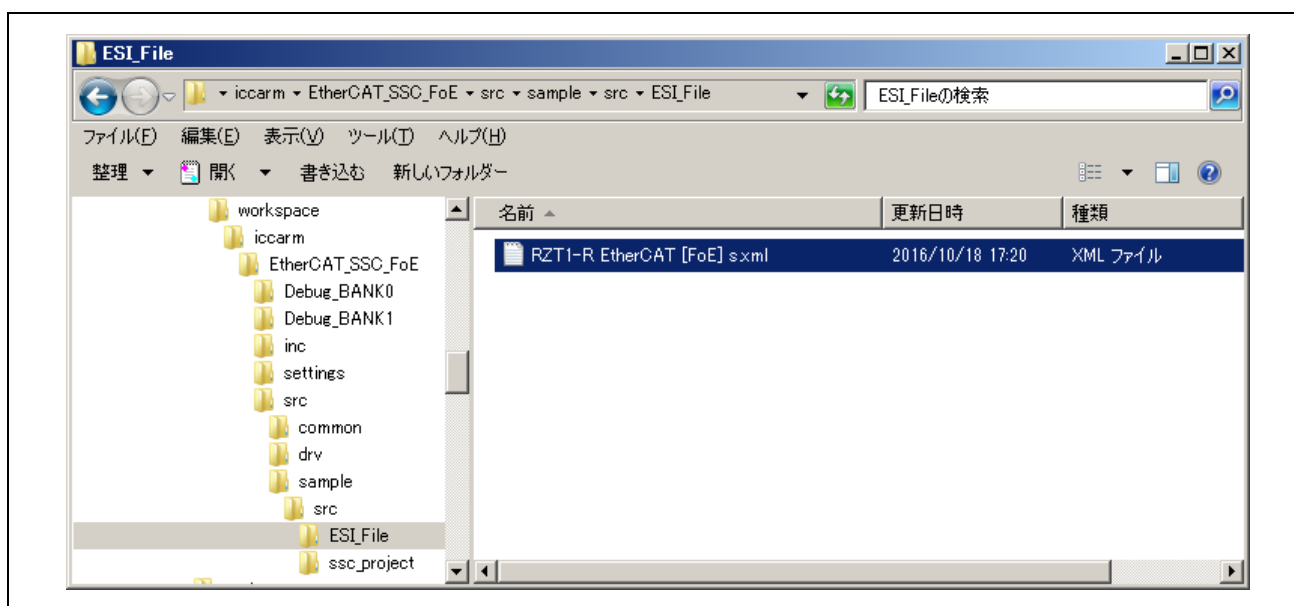 ESI_File
iccarm EtherCAT_SSC_FoE src sample src ESI_File ESI_Fileの検索
ファイル(F) 編集(E) 表示(V) ツール(T) ヘルプ(H)
整理 開く 書き込む 新しいフォルダー
workspace
iccarm
EtherCAT_SSC_FoE
Debug_BANK0
Debug_BANK1
inc
settings
src
common
drv
sample
src
ESI_File
ssc_project
名前 更新日時 種類
RZT1-R EtherCAT [FoE] s.xml 2016/10/18 17:20 XML ファイル